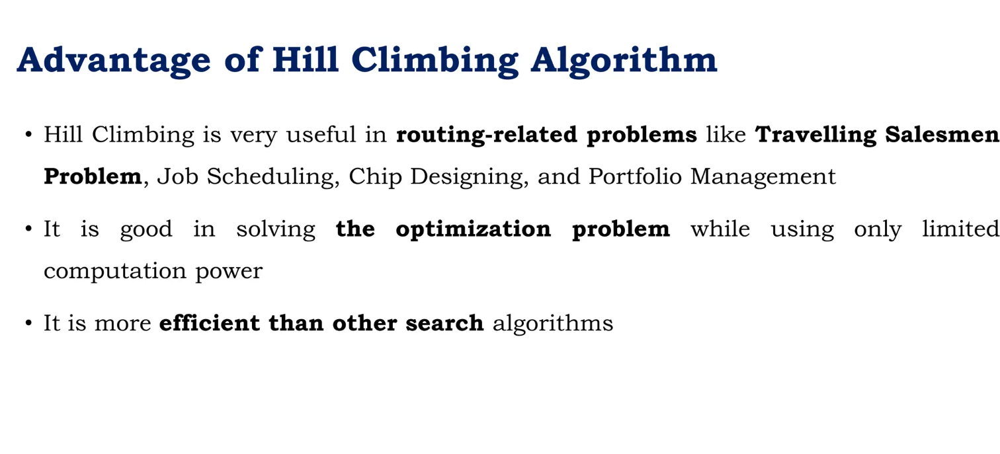 Advantage of Hill Climbing Algorithm
• Hill Climbing is very useful in routing-related problems like Travelling Salesmen
Problem, Job Scheduling, Chip Designing, and Portfolio Management
• It is good in solving the optimization problem while using only limited
computation power
• It is more efficient than other search algorithms